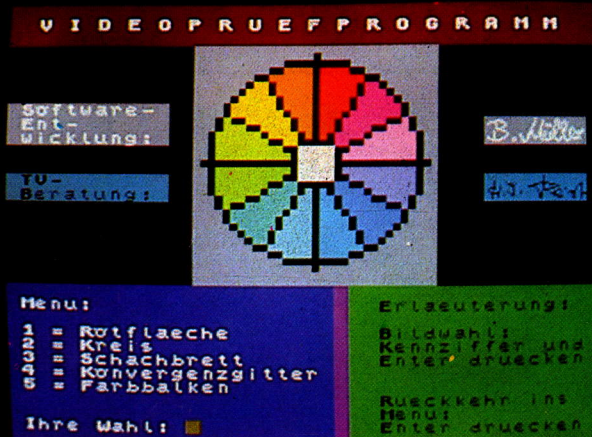 VIDEOPRUEFPROGRAMM
Software-
Ent-
wicklung:
B. Müller
TV-
Beratung:
Menu:
1 = Rotflaeche
2 = Kreis
3 = Schachbrett
4 = Konvergenzgitter
5 = Farbbalken
Ihre Wahl:
Erlaeuterung:
Bildwahl:
Kennziffer und
Enter druecken
Rueckkehr ins
Menu:
Enter druecken